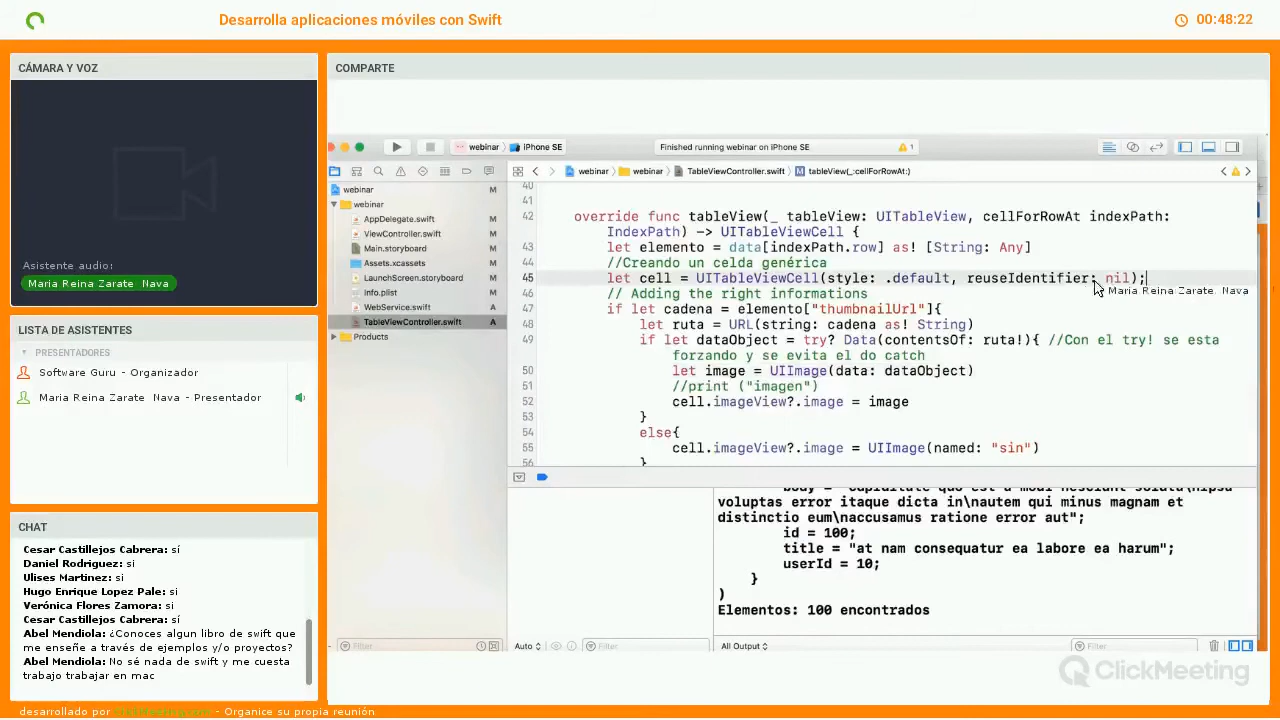 Desarrolla aplicaciones móviles con Swift
00:48:22
CÁMARA Y VOZ
Asistente audio:
Maria Reina Zarate Nava
LISTA DE ASISTENTES
PRESENTADORES
Software Guru - Organizador
Maria Reina Zarate Nava - Presentador
CHAT
Cesar Castillejos Cabrera: sí
Daniel Rodriguez: si
Ulises Martinez: si
Hugo Enrique Lopez Pale: si
Verónica Flores Zamora: si
Cesar Castillejos Cabrera: sí
Abel Mendiola: ¿Conoces algun libro de swift que
me enseñe a través de ejemplos y/o proyectos?
Abel Mendiola: No sé nada de swift y me cuesta
trabajo trabajar en mac
COMPARTE
webinar
iPhone SE
Finished running webinar on iPhone SE
1
webinar
webinar
TableViewController.swift
tableView(_:cellForRowAt:)
webinar M
webinar
AppDelegate.swift M
ViewController.swift M
Main.storyboard M
Assets.xcassets M
LaunchScreen.storyboard M
Info.plist M
WebService.swift A
TableViewController.swift A
Products
40
41
42 override func tableView(_ tableView: UITableView, cellForRowAt indexPath:
IndexPath) -> UITableViewCell {
43 let elemento = data[indexPath.row] as! [String: Any]
44 //Creando un celda genérica
45 let cell = UITableViewCell(style: .default, reuseIdentifier: nil);
Maria Reina Zarate Nava
46 // Adding the right informations
47 if let cadena = elemento["thumbnailUrl"]{
48 let ruta = URL(string: cadena as! String)
49 if let dataObject = try? Data(contentsOf: ruta!){ //Con el try! se esta
forzando y se evita el do catch
50 let image = UIImage(data: dataObject)
51 //print ("imagen")
52 cell.imageView?.image = image
53 }
54 else{
55 cell.imageView?.image = UIImage(named: "sin")
56 }
voluptas error itaque dicta in\nautem qui minus magnam et
distinctio eum\naccusamus ratione error aut";
id = 100;
title = "at nam consequatur ea labore ea harum";
userId = 10;
}
)
Elementos: 100 encontrados
Filter
Auto
Filter
All Output
Filter
ClickMeeting
desarrollado por ClickMeeting.com - Organice su propia reunión